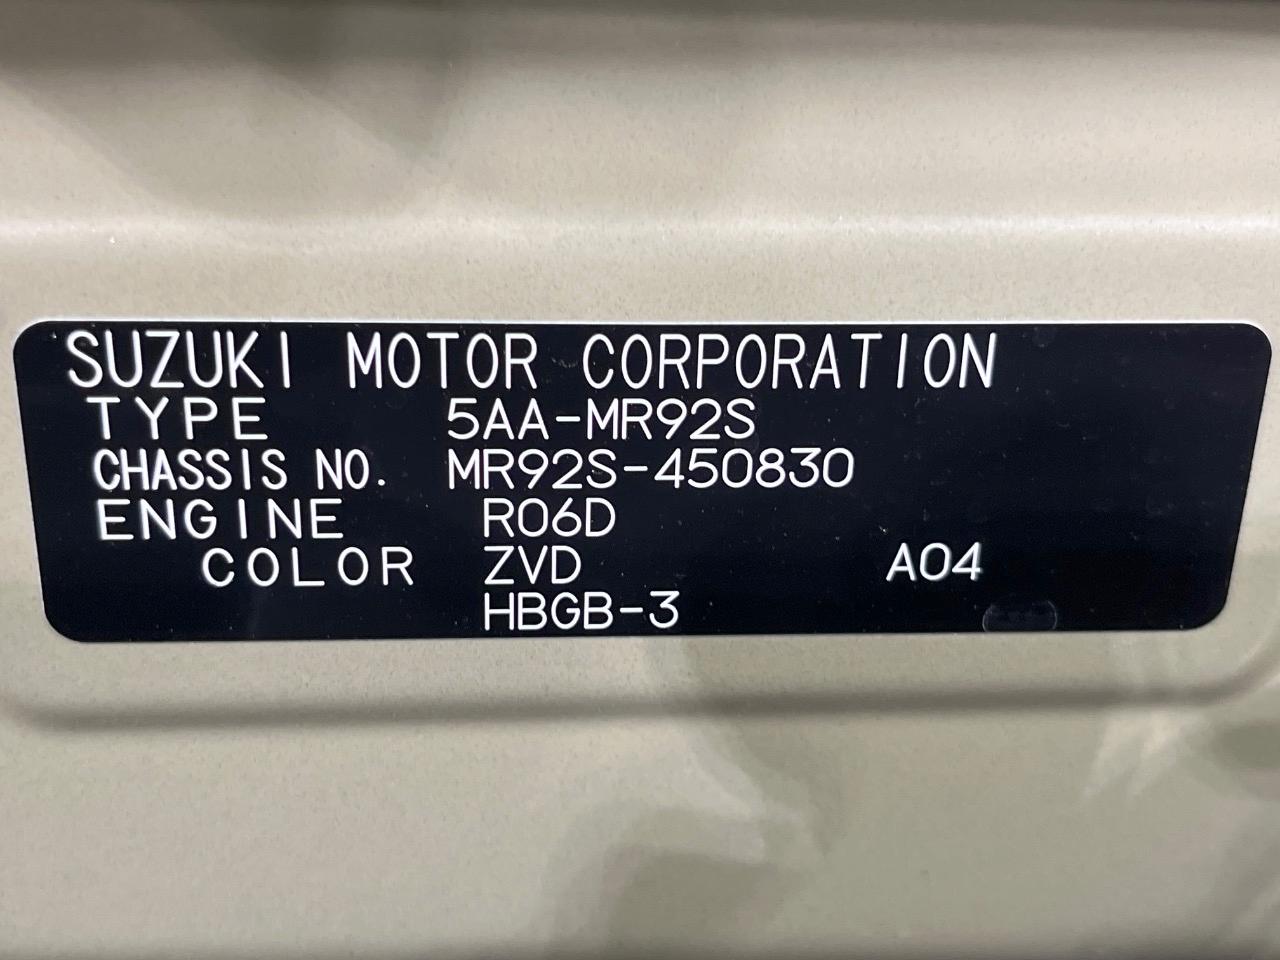 SUZUKI MOTOR CORPORATION
TYPE 5AA-MR92S
CHASSIS NO. MR92S-450830
ENGINE R06D
COLOR ZVD A04
HBGB-3